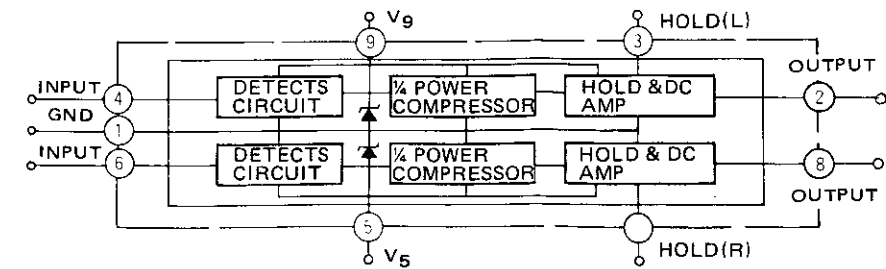 V9
9
HOLD(L)
3
INPUT
4
DETECTS CIRCUIT
¼ POWER COMPRESSOR
HOLD & DC AMP
OUTPUT
2
GND
1
INPUT
6
DETECTS CIRCUIT
¼ POWER COMPRESSOR
HOLD & DC AMP
8
OUTPUT
5
V5
HOLD(R)